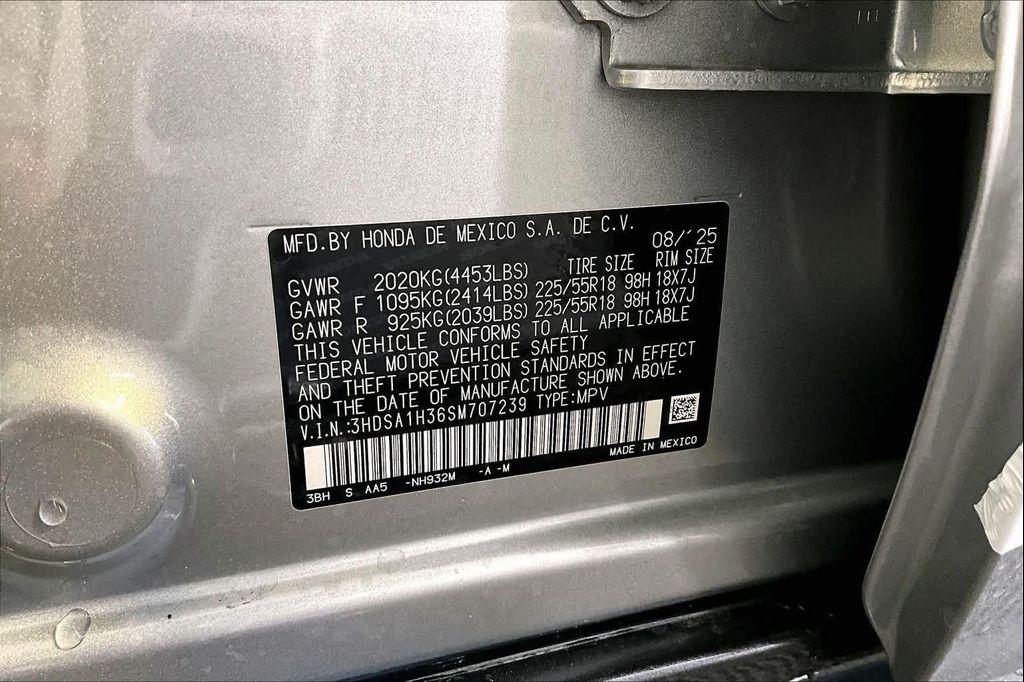 MFD.BY HONDA DE MEXICO S.A. DE C.V.
08/'25
TIRE SIZE RIM SIZE
GVWR 2020KG(4453LBS)
GAWR F 1095KG(2414LBS) 225/55R18 98H 18X7J
GAWR R 925KG(2039LBS) 225/55R18 98H 18X7J
THIS VEHICLE CONFORMS TO ALL APPLICABLE
FEDERAL MOTOR VEHICLE SAFETY
AND THEFT PREVENTION STANDARDS IN EFFECT
ON THE DATE OF MANUFACTURE SHOWN ABOVE.
V.I.N.:3HDSA1H36SM707239 TYPE:MPV
MADE IN MEXICO
3BH S AA5 -NH932M -A -M